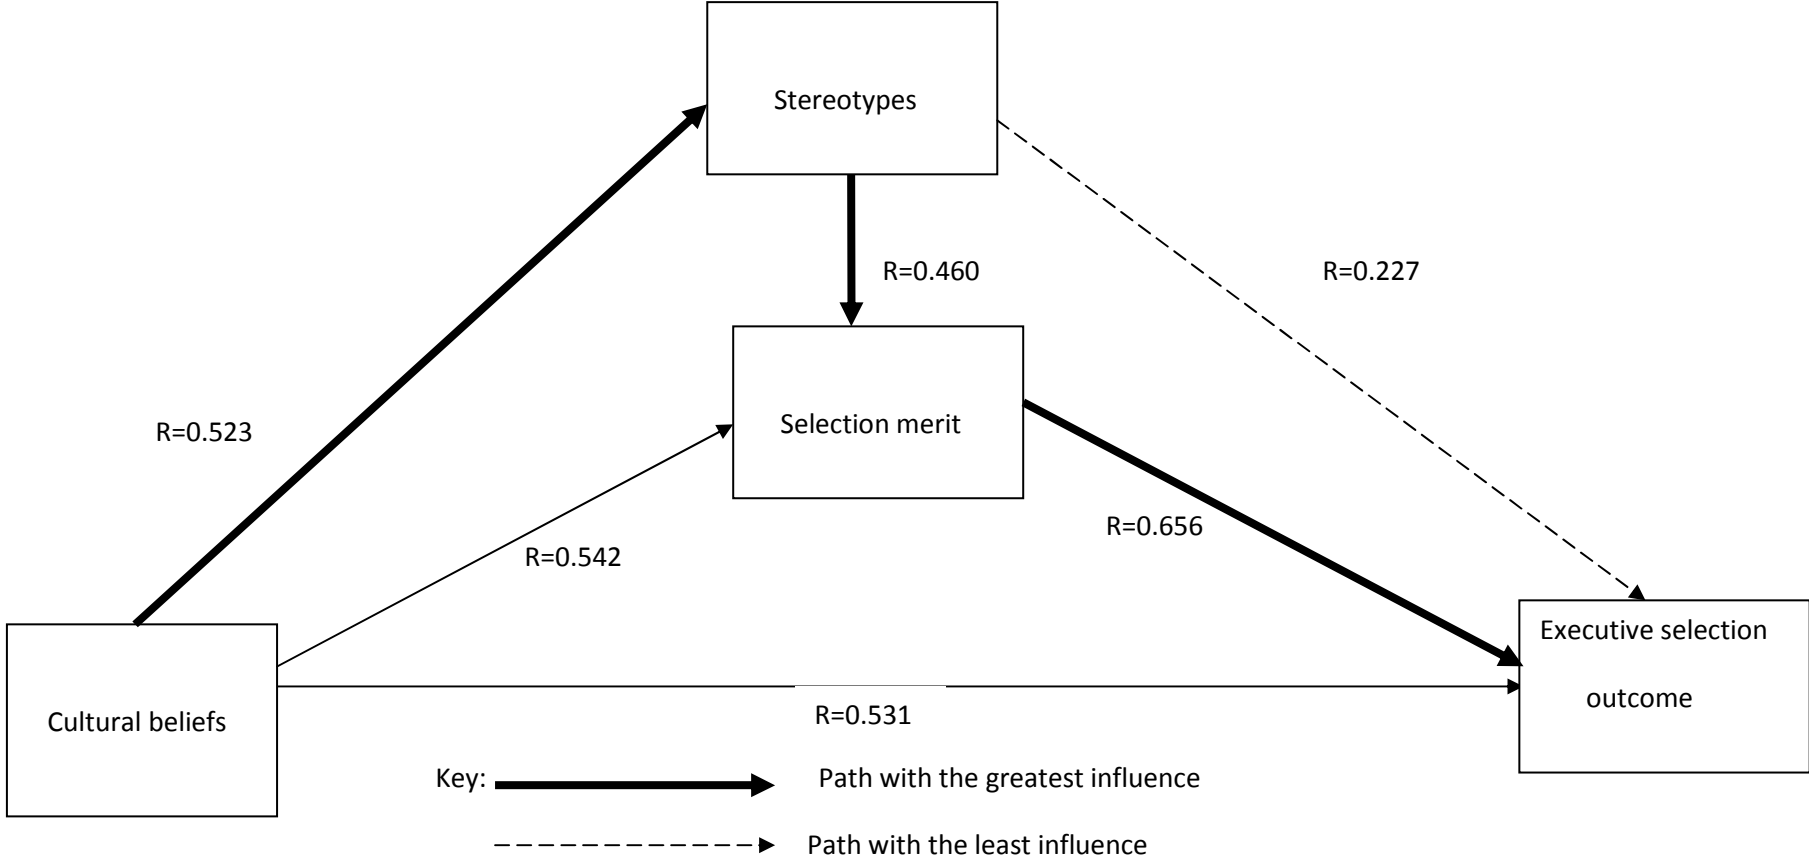 Stereotypes
R=0.460
R=0.227
R=0.523
Selection merit
R=0.656
R=0.542
Executive selection
outcome
Cultural beliefs
R=0.531
Key:
Path with the greatest influence
Path with the least influence